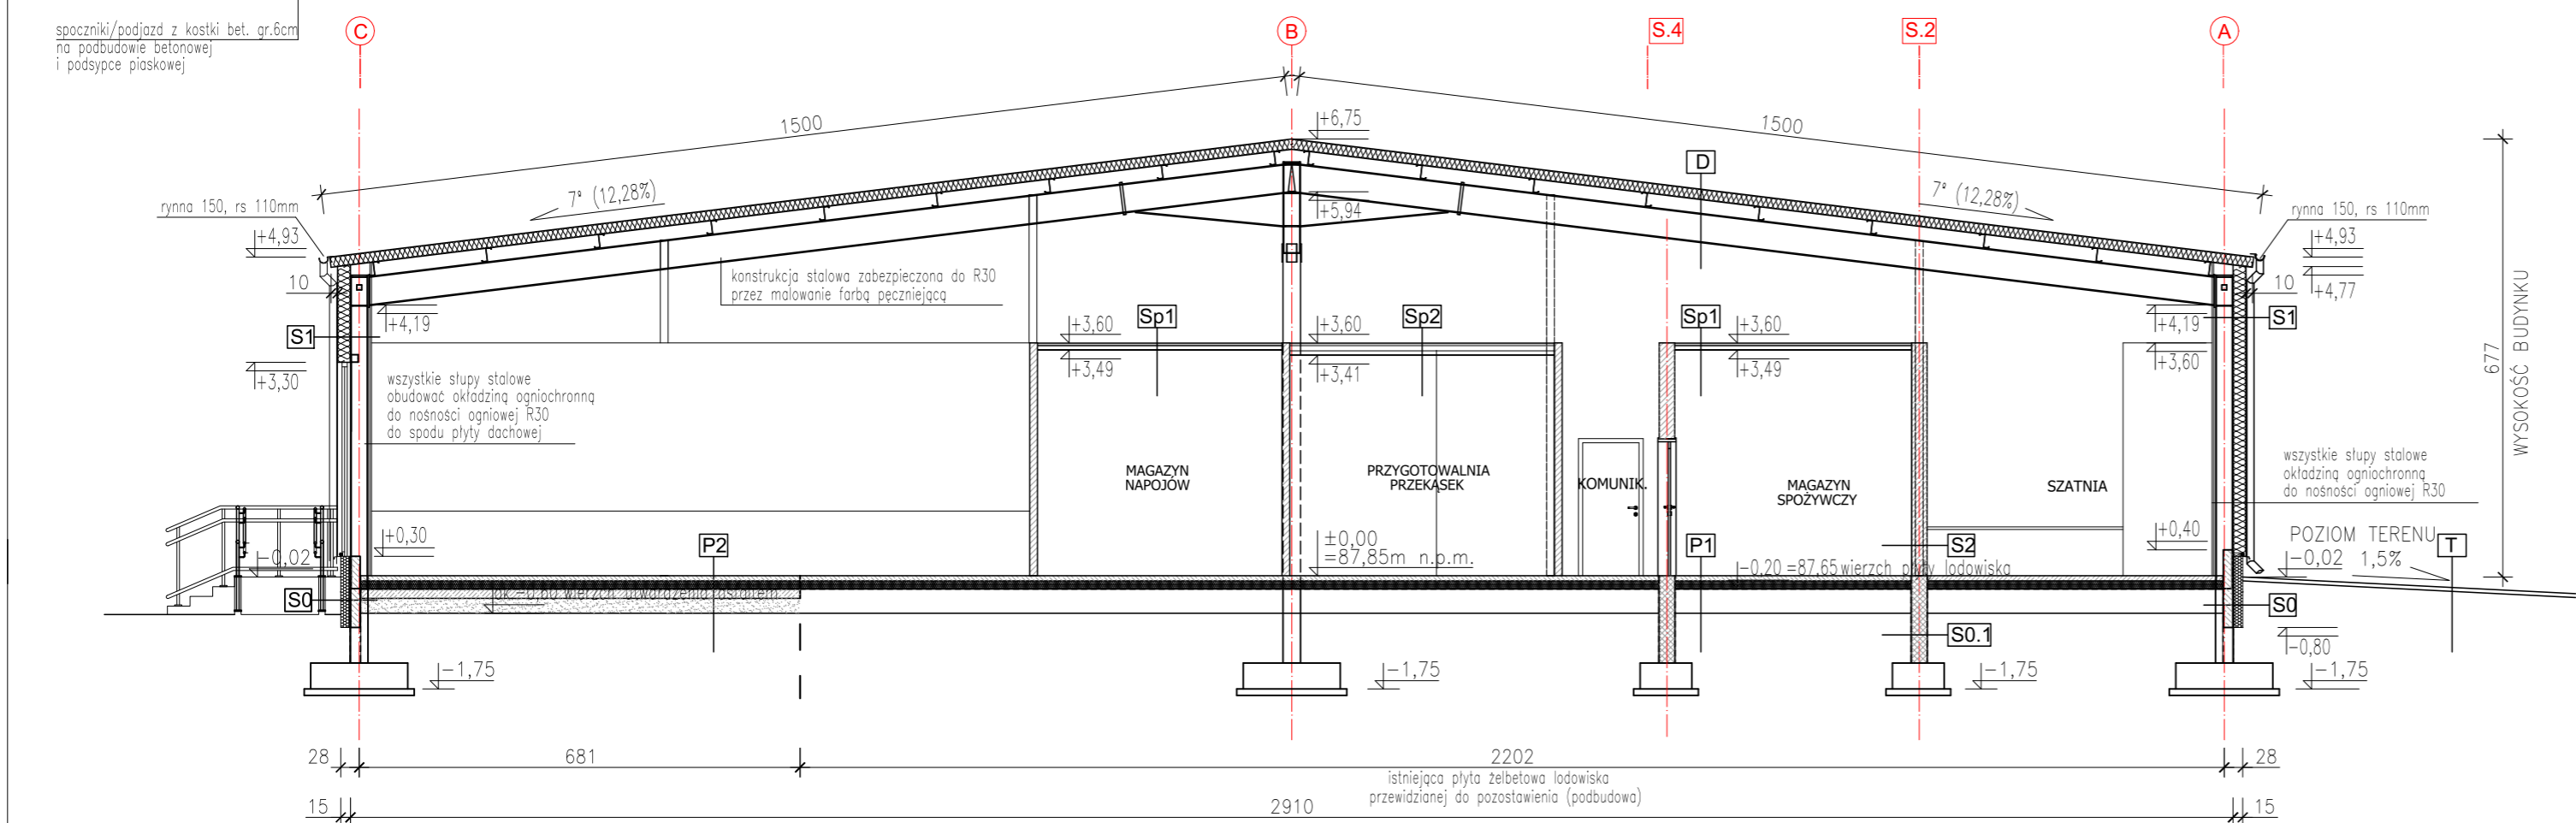 spoczniki/podjazd z kostki bet. gr.6cm
na podbudowie betonowej
i podsypce piaskowej
C
B
S.4
S.2
A
1500
1500
+6,75
D
7° (12,28%)
7° (12,28%)
rynna 150, rs 110mm
rynna 150, rs 110mm
+5,94
+4,93
+4,93
10
10
+4,77
konstrukcja stalowa zabezpieczona do R30
przez malowanie farbą pęczniejącą
WYSOKOŚĆ BUDYNKU
677
+4,19
+4,19
S1
S1
Sp1
Sp2
Sp1
+3,60
+3,60
+3,60
+3,60
+3,49
+3,41
+3,49
+3,30
wszystkie słupy stalowe
obudować okładziną ogniochronną
do nośności ogniowej R30
do spodu płyty dachowej
MAGAZYN
NAPOJÓW
PRZYGOTOWALNIA
PRZEKĄSEK
KOMUNIK.
MAGAZYN
SPOŻYWCZY
SZATNIA
wszystkie słupy stalowe
okładziną ogniochronną
do nośności ogniowej R30
+0,30
+0,40
-0,02
P2
±0,00
=87,85m n.p.m.
P1
S2
POZIOM TERENU
-0,02
1,5%
T
-0,20 =87,65 wierzch płyty lodowiska
S0
S0
S0.1
-0,80
-1,75
-1,75
-1,75
-1,75
-1,75
28
681
2202
28
istniejąca płyta żelbetowa lodowiska
przewidzianej do pozostawienia (podbudowa)
15
2910
15